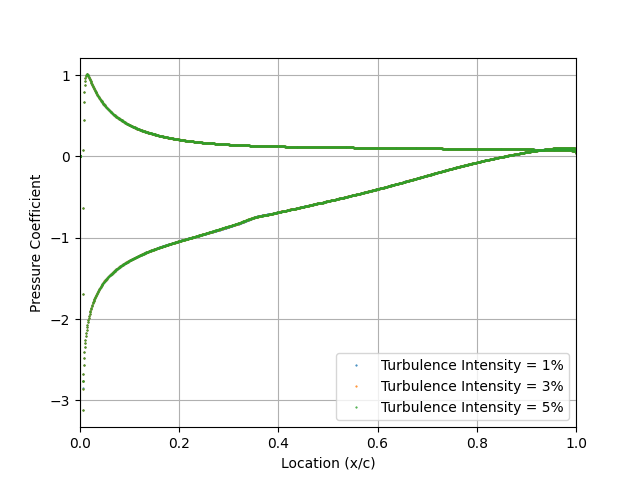 1
0
−1
−2
−3
Pressure Coefficient
Turbulence Intensity = 1%
Turbulence Intensity = 3%
Turbulence Intensity = 5%
0.0 0.2 0.4 0.6 0.8 1.0
Location (x/c)